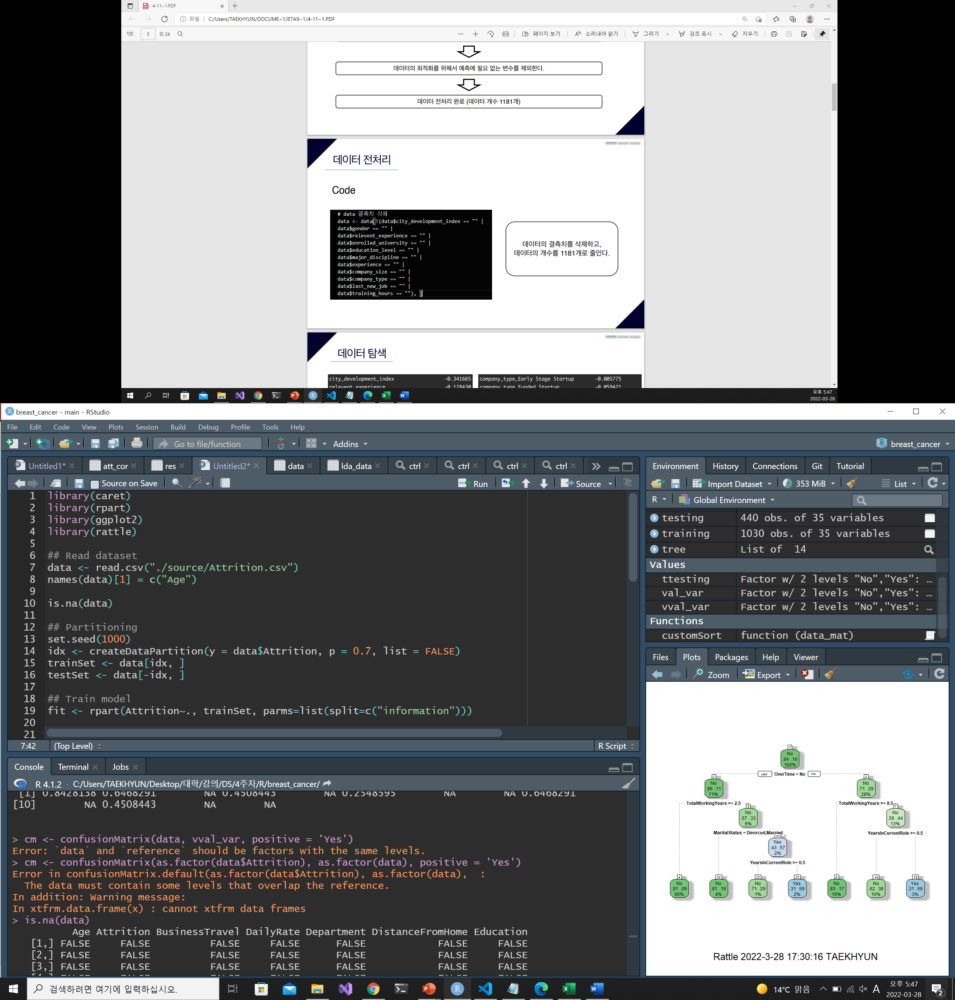 4-11~1.PDF
파일 | C:/Users/TAEKHYUN/DOCUME~1/87A9~1/4-11~1.PDF
5 의 24
페이지 보기
소리내어 읽기
그리기
강조 표시
지우기
데이터의 최적화를 위해서 예측에 필요 없는 변수를 제외한다.
데이터 전처리 완료 (데이터 개수 1181개)
데이터 전처리
Code
# data 결측치 삭제
data <- data[!(data$city_development_index == "" |
data$gender == "" |
data$relevent_experience == "" |
data$enrolled_university == "" |
data$education_level == "" |
data$major_discipline == "" |
data$experience == "" |
data$company_size == "" |
data$company_type == "" |
data$last_new_job == "" |
data$training_hours == ""), ]
데이터의 결측치를 삭제하고,
데이터의 개수를 1181개로 줄인다.
데이터 탐색
city_development_index -0.341665
relevent_experience -0.128430
company_type_Early Stage Startup -0.005775
company_type_Funded Startup -0.059421
오후 5:47
2022-03-28
breast_cancer - main - RStudio
File Edit Code View Plots Session Build Debug Profile Tools Help
Go to file/function
Addins
breast_cancer
Untitled1* att_cor res Untitled2* data lda_data ctrl ctrl ctrl ctrl
Source on Save
Run
Source
1 library(caret)
2 library(rpart)
3 library(ggplot2)
4 library(rattle)
5
6 ## Read dataset
7 data <- read.csv("./source/Attrition.csv")
8 names(data)[1] = c("Age")
9
10 is.na(data)
11
12 ## Partitioning
13 set.seed(1000)
14 idx <- createDataPartition(y = data$Attrition, p = 0.7, list = FALSE)
15 trainSet <- data[idx, ]
16 testSet <- data[-idx, ]
17
18 ## Train model
19 fit <- rpart(Attrition~., trainSet, parms=list(split=c("information")))
20
21
7:42 (Top Level) R Script
Console Terminal Jobs
R 4.1.2 · C:/Users/TAEKHYUN/Desktop/대학/강의/DS/4주차/R/breast_cancer/
[1] 0.8428138 0.6468291 NA 0.4508443 NA 0.2548595 NA NA 0.6468291
[10] NA 0.4508443 NA NA
> cm <- confusionMatrix(data, vval_var, positive = 'Yes')
Error: `data` and `reference` should be factors with the same levels.
> cm <- confusionMatrix(as.factor(data$Attrition), as.factor(data), positive = 'Yes')
Error in confusionMatrix.default(as.factor(data$Attrition), as.factor(data), :
The data must contain some levels that overlap the reference.
In addition: Warning message:
In xtfrm.data.frame(x) : cannot xtfrm data frames
> is.na(data)
Age Attrition BusinessTravel DailyRate Department DistanceFromHome Education
[1,] FALSE FALSE FALSE FALSE FALSE FALSE FALSE
[2,] FALSE FALSE FALSE FALSE FALSE FALSE FALSE
[3,] FALSE FALSE FALSE FALSE FALSE FALSE FALSE
Environment History Connections Git Tutorial
Import Dataset 353 MiB List
R Global Environment
testing 440 obs. of 35 variables
training 1030 obs. of 35 variables
tree List of 14
Values
ttesting Factor w/ 2 levels "No","Yes": …
val_var Factor w/ 2 levels "No","Yes": …
vval_var Factor w/ 2 levels "No","Yes": …
Functions
customSort function (data_mat)
Files Plots Packages Help Viewer
Zoom Export
1
No
.84 .16
100%
yes OverTime = No no
2
No
.89 .11
71%
3
No
.71 .29
29%
TotalWorkingYears >= 2.5
TotalWorkingYears >= 8.5
5
No
.67 .33
6%
7
No
.56 .44
13%
MaritalStatus = Divorced,Married
YearsInCurrentRole >= 0.5
11
Yes
.43 .57
2%
YearsInCurrentRole >= 0.5
4
No
.91 .09
66%
10
No
.81 .19
4%
22
No
.71 .29
1%
23
Yes
.31 .69
2%
6
No
.83 .17
16%
14
No
.62 .38
10%
15
Yes
.31 .69
3%
Rattle 2022-3-28 17:30:16 TAEKHYUN
검색하려면 여기에 입력하십시오.
14°C 맑음
A
오후 5:47
2022-03-28
2